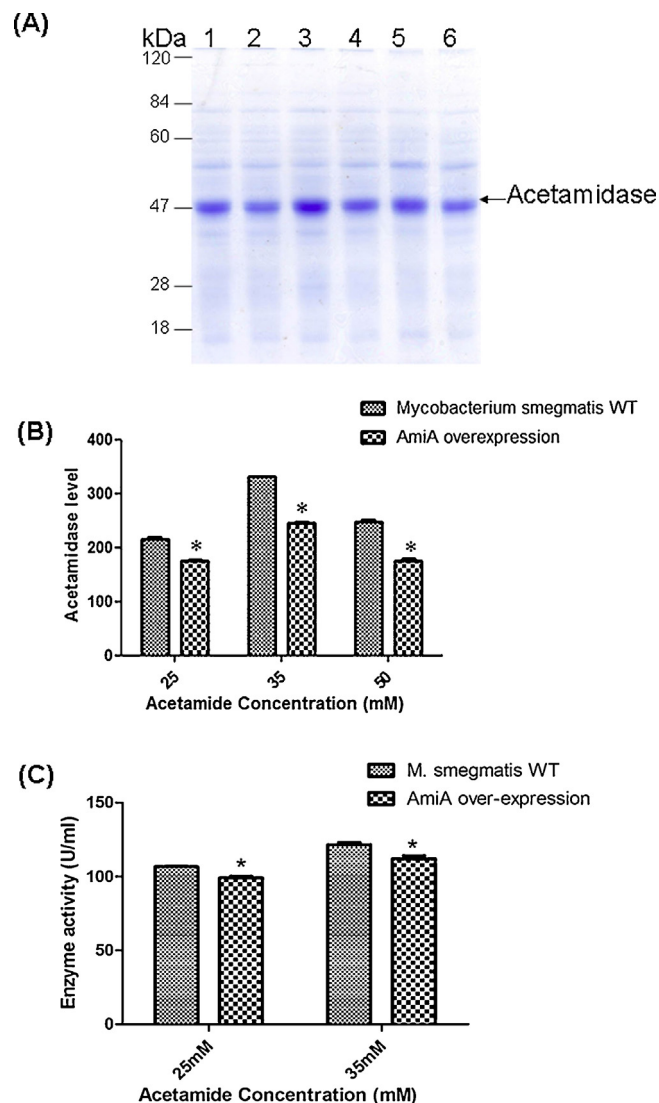 (A)
kDa 1 2 3 4 5 6
120
84
60
47
Acetamidase
28
18
(B)
Mycobacterium smegmatis WT
AmiA overexpression
400
300
200
100
0
Acetamidase level
* * *
25 35 50
Acetamide Concentration (mM)
(C)
M. smegmatis WT
AmiA over-expression
150
100
50
0
Enzyme activity (U/ml)
* *
25mM 35mM
Acetamide Concentration (mM)